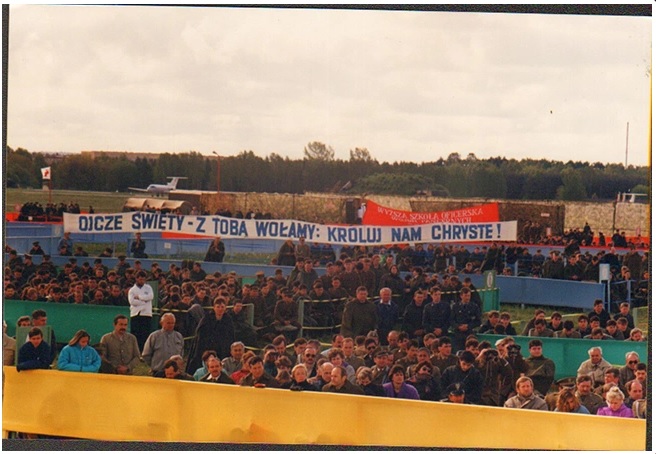 WYŻSZA SZKOŁA OFICERSKA
OJCZE ŚWIĘTY - Z TOBĄ WOŁAMY: KRÓLUJ NAM CHRYSTE!